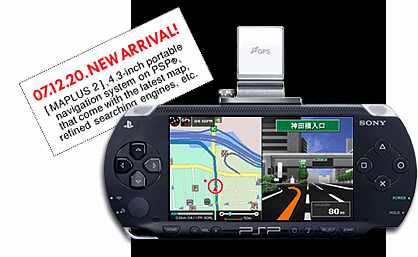 07.12.20. NEW ARRIVAL!
[ MAPLUS 2 ], 4.3-inch portable
navigation system on PSP®,
that come with the latest map,
refined searching engines, etc.
GPS
SONY
神田橋入口
80m
POWER
HOLD
HOME
VOL
PSP
SELECT
START